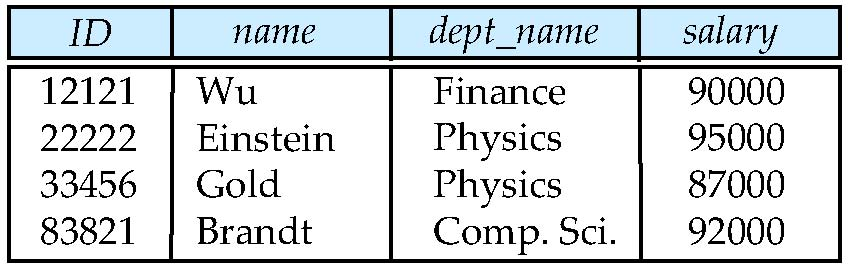 ID name dept_name salary
12121 Wu Finance 90000
22222 Einstein Physics 95000
33456 Gold Physics 87000
83821 Brandt Comp. Sci. 92000